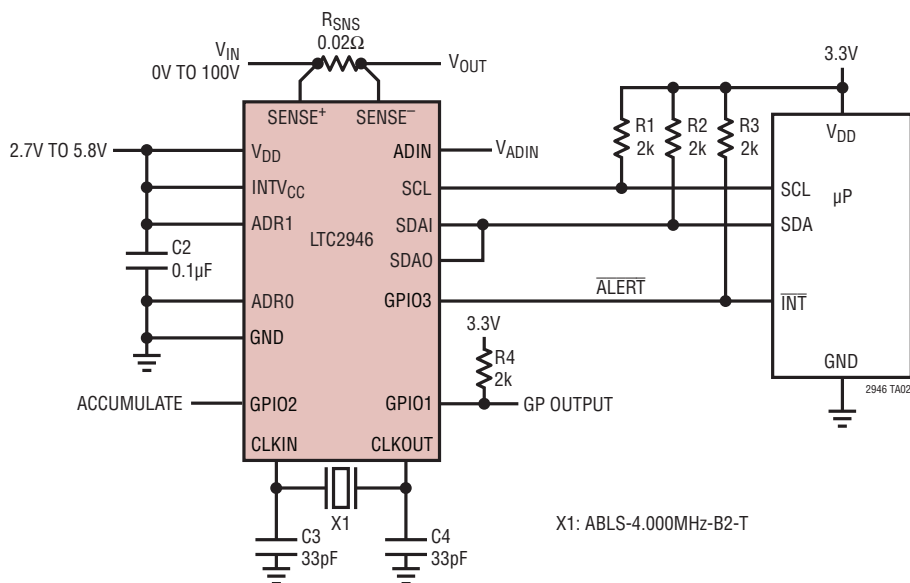 RSNS
0.02Ω
VIN
0V TO 100V
VOUT
3.3V
SENSE+ SENSE–
2.7V TO 5.8V
VDD
ADIN
VADIN
R1
2k
R2
2k
R3
2k
VDD
INTVCC
SCL
SCL
µP
ADR1
LTC2946
SDAI
SDA
C2
0.1µF
SDAO
ADR0
GPIO3
ALERT
INT
GND
3.3V
R4
2k
GND
2946 TA02
ACCUMULATE
GPIO2
GPIO1
GP OUTPUT
CLKIN
CLKOUT
X1
C3
33pF
C4
33pF
X1: ABLS-4.000MHz-B2-T